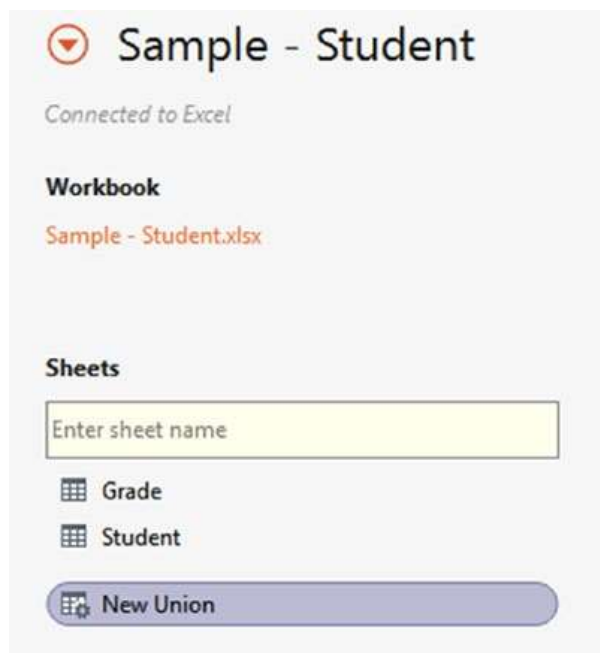 Sample - Student
Connected to Excel
Workbook
Sample - Student.xlsx
Sheets
Enter sheet name
Grade
Student
New Union